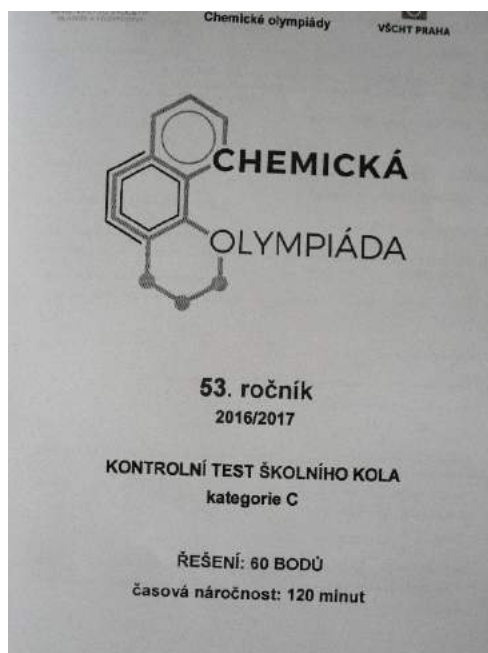 Chemické olympiády
VŠCHT PRAHA
CHEMICKÁ
OLYMPIÁDA
53. ročník
2016/2017
KONTROLNÍ TEST ŠKOLNÍHO KOLA
kategorie C
ŘEŠENÍ: 60 BODŮ
časová náročnost: 120 minut